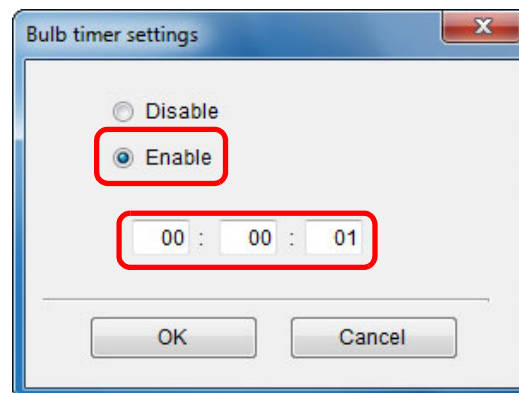 Bulb timer settings
Disable
Enable
00 : 00 : 01
OK Cancel